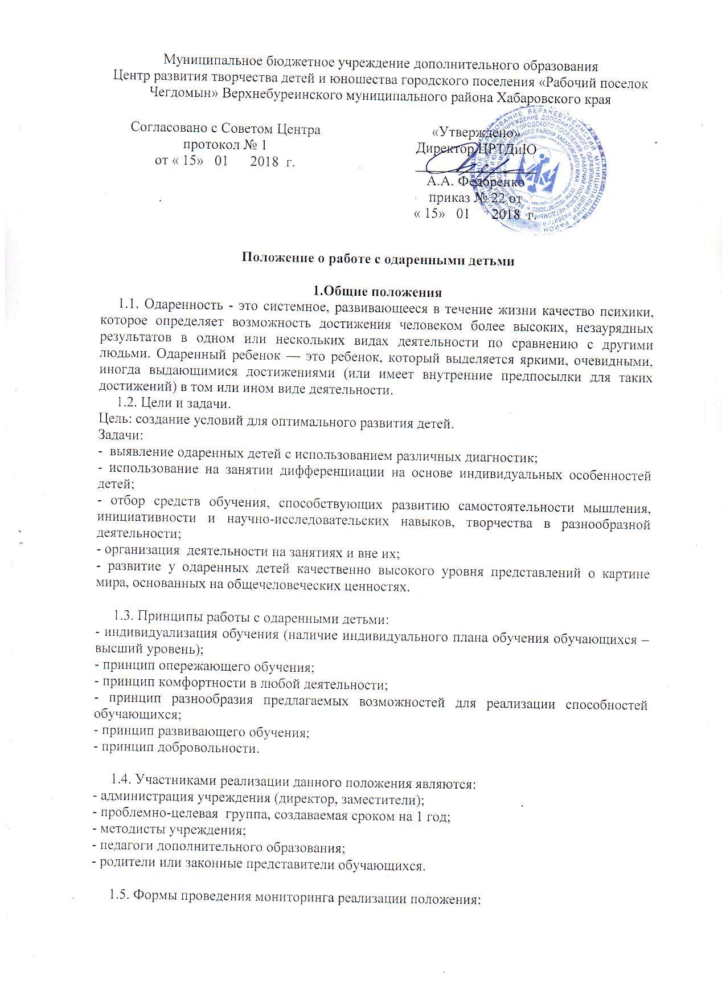 Муниципальное бюджетное учреждение дополнительного образования
Центр развития творчества детей и юношества городского поселения «Рабочий поселок
Чегдомын» Верхнебуреинского муниципального района Хабаровского края
Согласовано с Советом Центра
протокол № 1
от « 15» 01 2018 г.
«Утверждено»
Директор ЦРТДиЮ
А.А. Федоренко
приказ № 22 от
« 15» 01 2018 г.
Положение о работе с одаренными детьми
1.Общие положения
1.1. Одаренность - это системное, развивающееся в течение жизни качество психики,
которое определяет возможность достижения человеком более высоких, незаурядных
результатов в одном или нескольких видах деятельности по сравнению с другими
людьми. Одаренный ребенок — это ребенок, который выделяется яркими, очевидными,
иногда выдающимися достижениями (или имеет внутренние предпосылки для таких
достижений) в том или ином виде деятельности.
1.2. Цели и задачи.
Цель: создание условий для оптимального развития детей.
Задачи:
- выявление одаренных детей с использованием различных диагностик;
- использование на занятии дифференциации на основе индивидуальных особенностей
детей;
- отбор средств обучения, способствующих развитию самостоятельности мышления,
инициативности и научно-исследовательских навыков, творчества в разнообразной
деятельности;
- организация деятельности на занятиях и вне их;
- развитие у одаренных детей качественно высокого уровня представлений о картине
мира, основанных на общечеловеческих ценностях.
1.3. Принципы работы с одаренными детьми:
- индивидуализация обучения (наличие индивидуального плана обучения обучающихся –
высший уровень);
- принцип опережающего обучения;
- принцип комфортности в любой деятельности;
- принцип разнообразия предлагаемых возможностей для реализации способностей
обучающихся;
- принцип развивающего обучения;
- принцип добровольности.
1.4. Участниками реализации данного положения являются:
- администрация учреждения (директор, заместители);
- проблемно-целевая группа, создаваемая сроком на 1 год;
- методисты учреждения;
- педагоги дополнительного образования;
- родители или законные представители обучающихся.
1.5. Формы проведения мониторинга реализации положения: